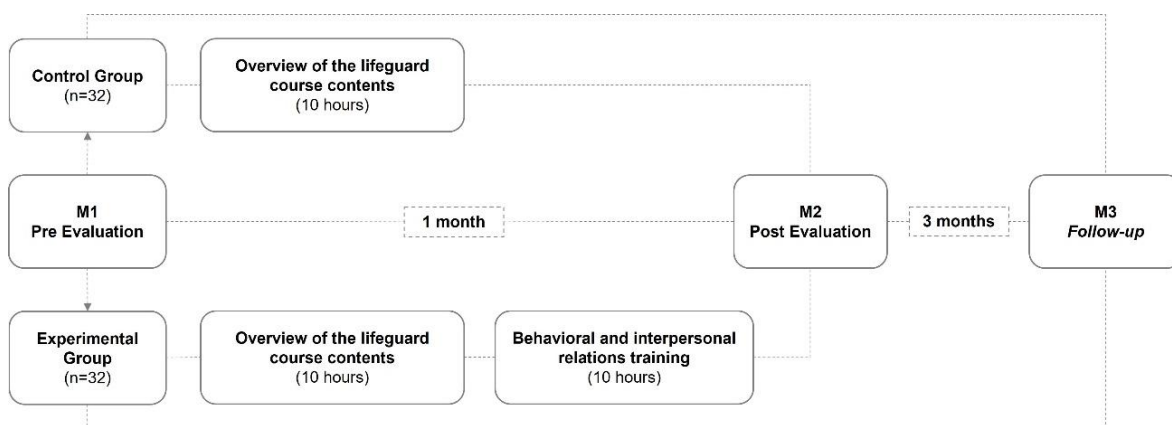 Control Group
(n=32)
Overview of the lifeguard
course contents
(10 hours)
M1
Pre Evaluation
1 month
M2
Post Evaluation
3 months
M3
Follow-up
Experimental
Group
(n=32)
Overview of the lifeguard
course contents
(10 hours)
Behavioral and interpersonal
relations training
(10 hours)